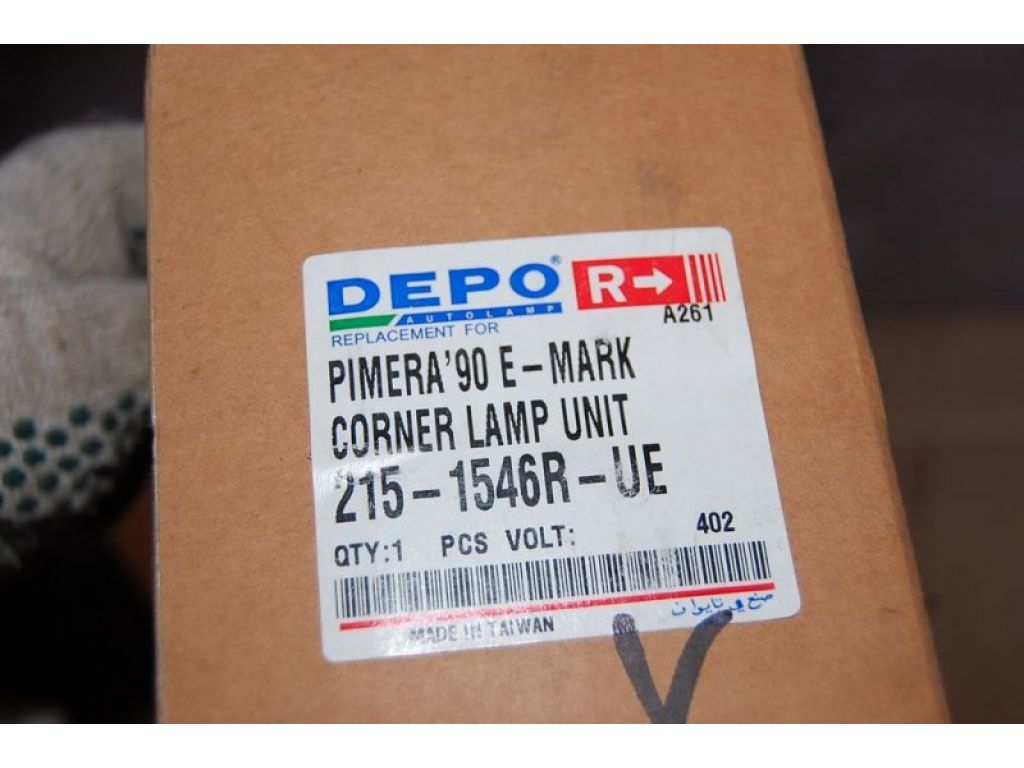 DEPO® R→
AUTOLAMP
A261
REPLACEMENT FOR
PIMERA'90 E-MARK
CORNER LAMP UNIT
215-1546R-UE
QTY:1 PCS VOLT: 402
MADE IN TAIWAN
صنع في تايوان